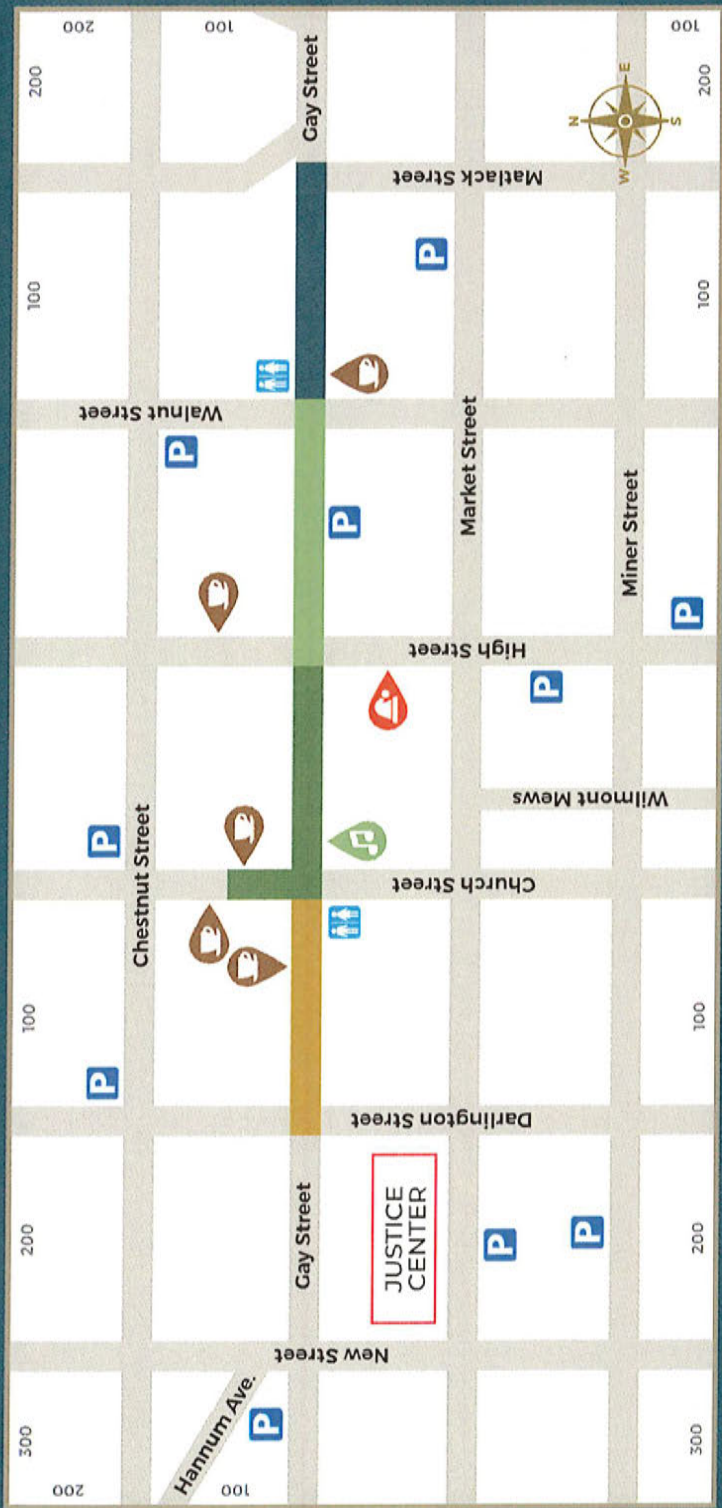 300
200
100
100
200
200
200
P
P
Chestnut Street
P
Walnut Street
Hannum Ave.
100
100
P
Gay Street
Gay Street
New Street
P
JUSTICE
CENTER
Darlington Street
Church Street
High Street
Matlack Street
P
Market Street
P
P
Wilmont Mews
P
N
W
E
S
Miner Street
P
300
200
100
100
200
100